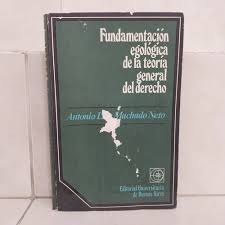 Fundamentación
egológica
de la teoría
general
del derecho
Antonio L. Machado Neto
Editorial Universitaria
de Buenos Aires